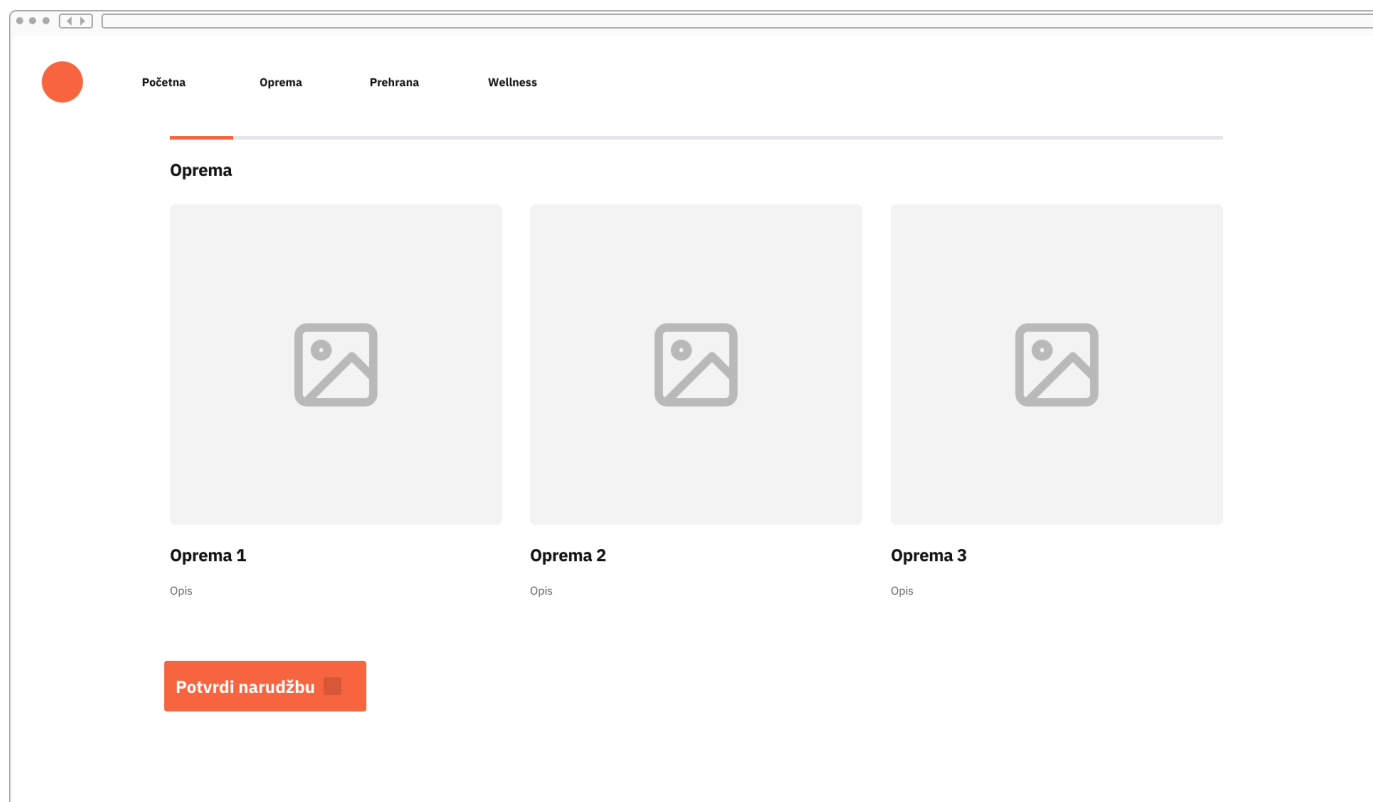 Početna Oprema Prehrana Wellness
Oprema
Oprema 1 Oprema 2 Oprema 3
Opis Opis Opis
Potvrdi narudžbu